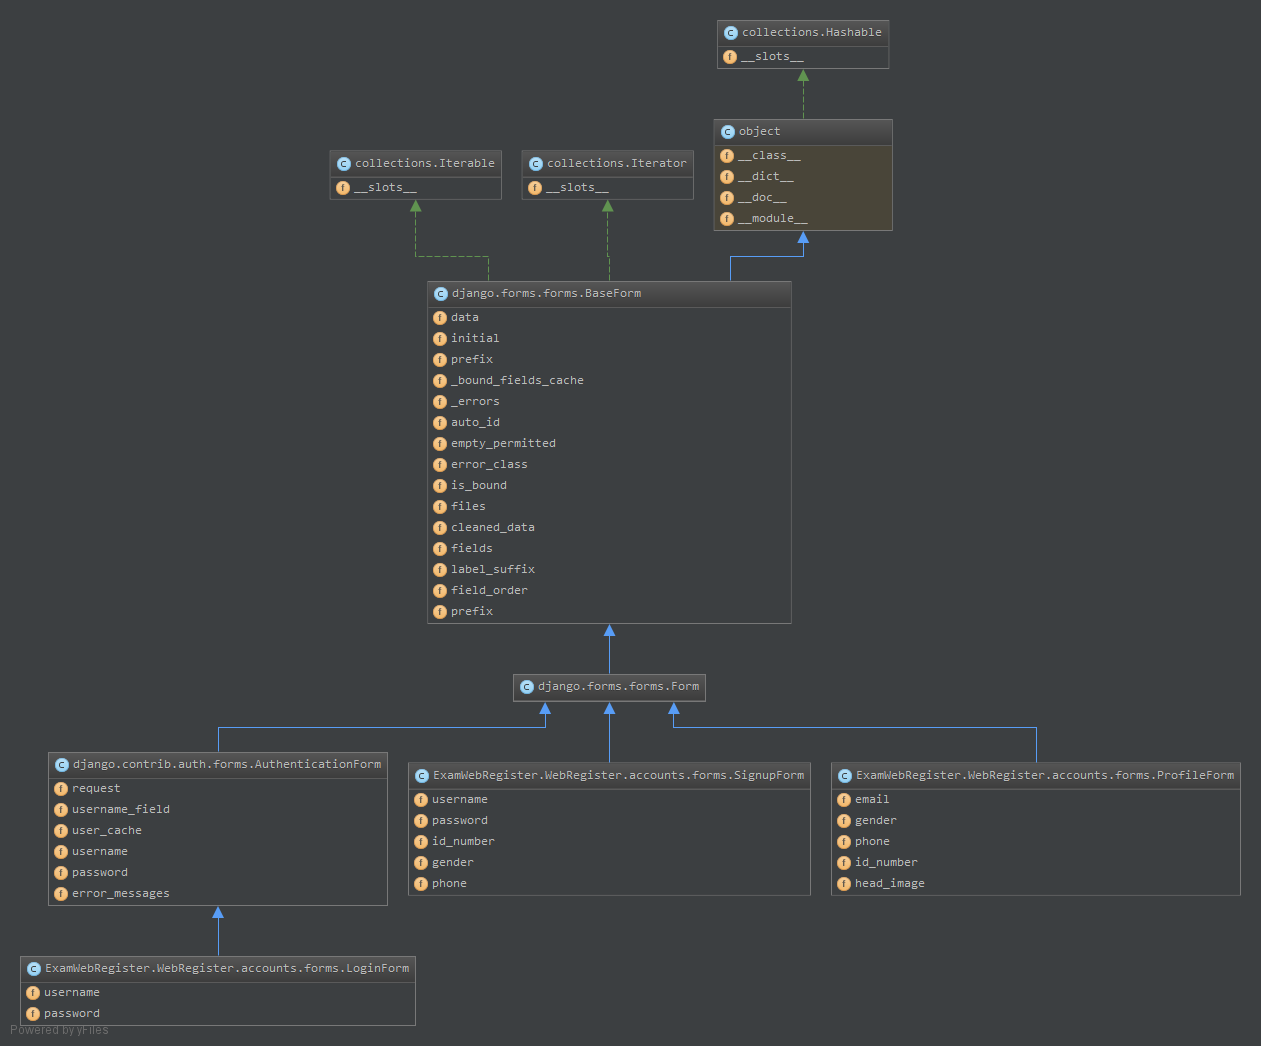 collections.Hashable
__slots__
object
__class__
__dict__
__doc__
__module__
collections.Iterable
__slots__
collections.Iterator
__slots__
django.forms.forms.BaseForm
data
initial
prefix
_bound_fields_cache
_errors
auto_id
empty_permitted
error_class
is_bound
files
cleaned_data
fields
label_suffix
field_order
prefix
django.forms.forms.Form
django.contrib.auth.forms.AuthenticationForm
request
username_field
user_cache
username
password
error_messages
ExamWebRegister.WebRegister.accounts.forms.SignupForm
username
password
id_number
gender
phone
ExamWebRegister.WebRegister.accounts.forms.ProfileForm
email
gender
phone
id_number
head_image
ExamWebRegister.WebRegister.accounts.forms.LoginForm
username
password
Powered by yFiles